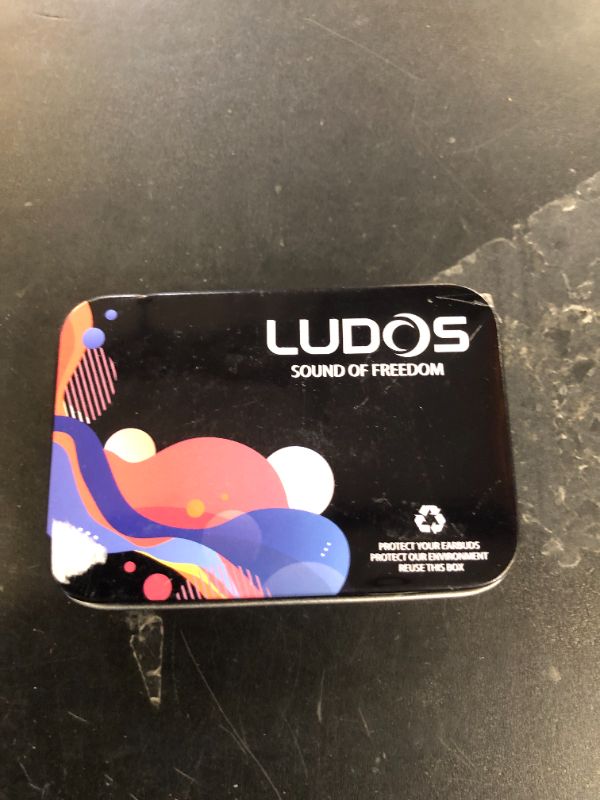 LUDOS
SOUND OF FREEDOM
PROTECT YOUR EARBUDS
PROTECT OUR ENVIRONMENT
REUSE THIS BOX